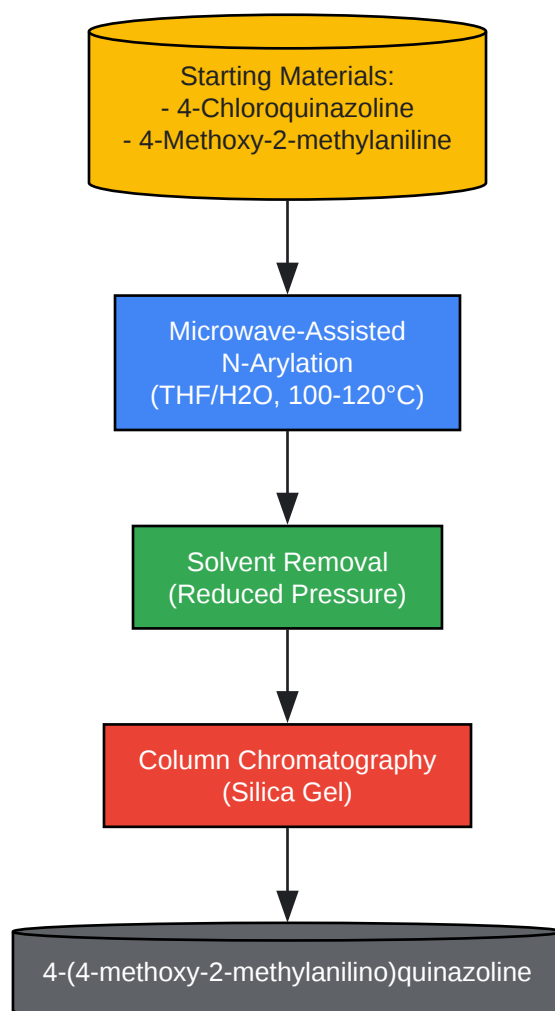 Starting Materials:
- 4-Chloroquinazoline
- 4-Methoxy-2-methylaniline
Microwave-Assisted
N-Arylation
(THF/H2O, 100-120°C)
Solvent Removal
(Reduced Pressure)
Column Chromatography
(Silica Gel)
4-(4-methoxy-2-methylanilino)quinazoline